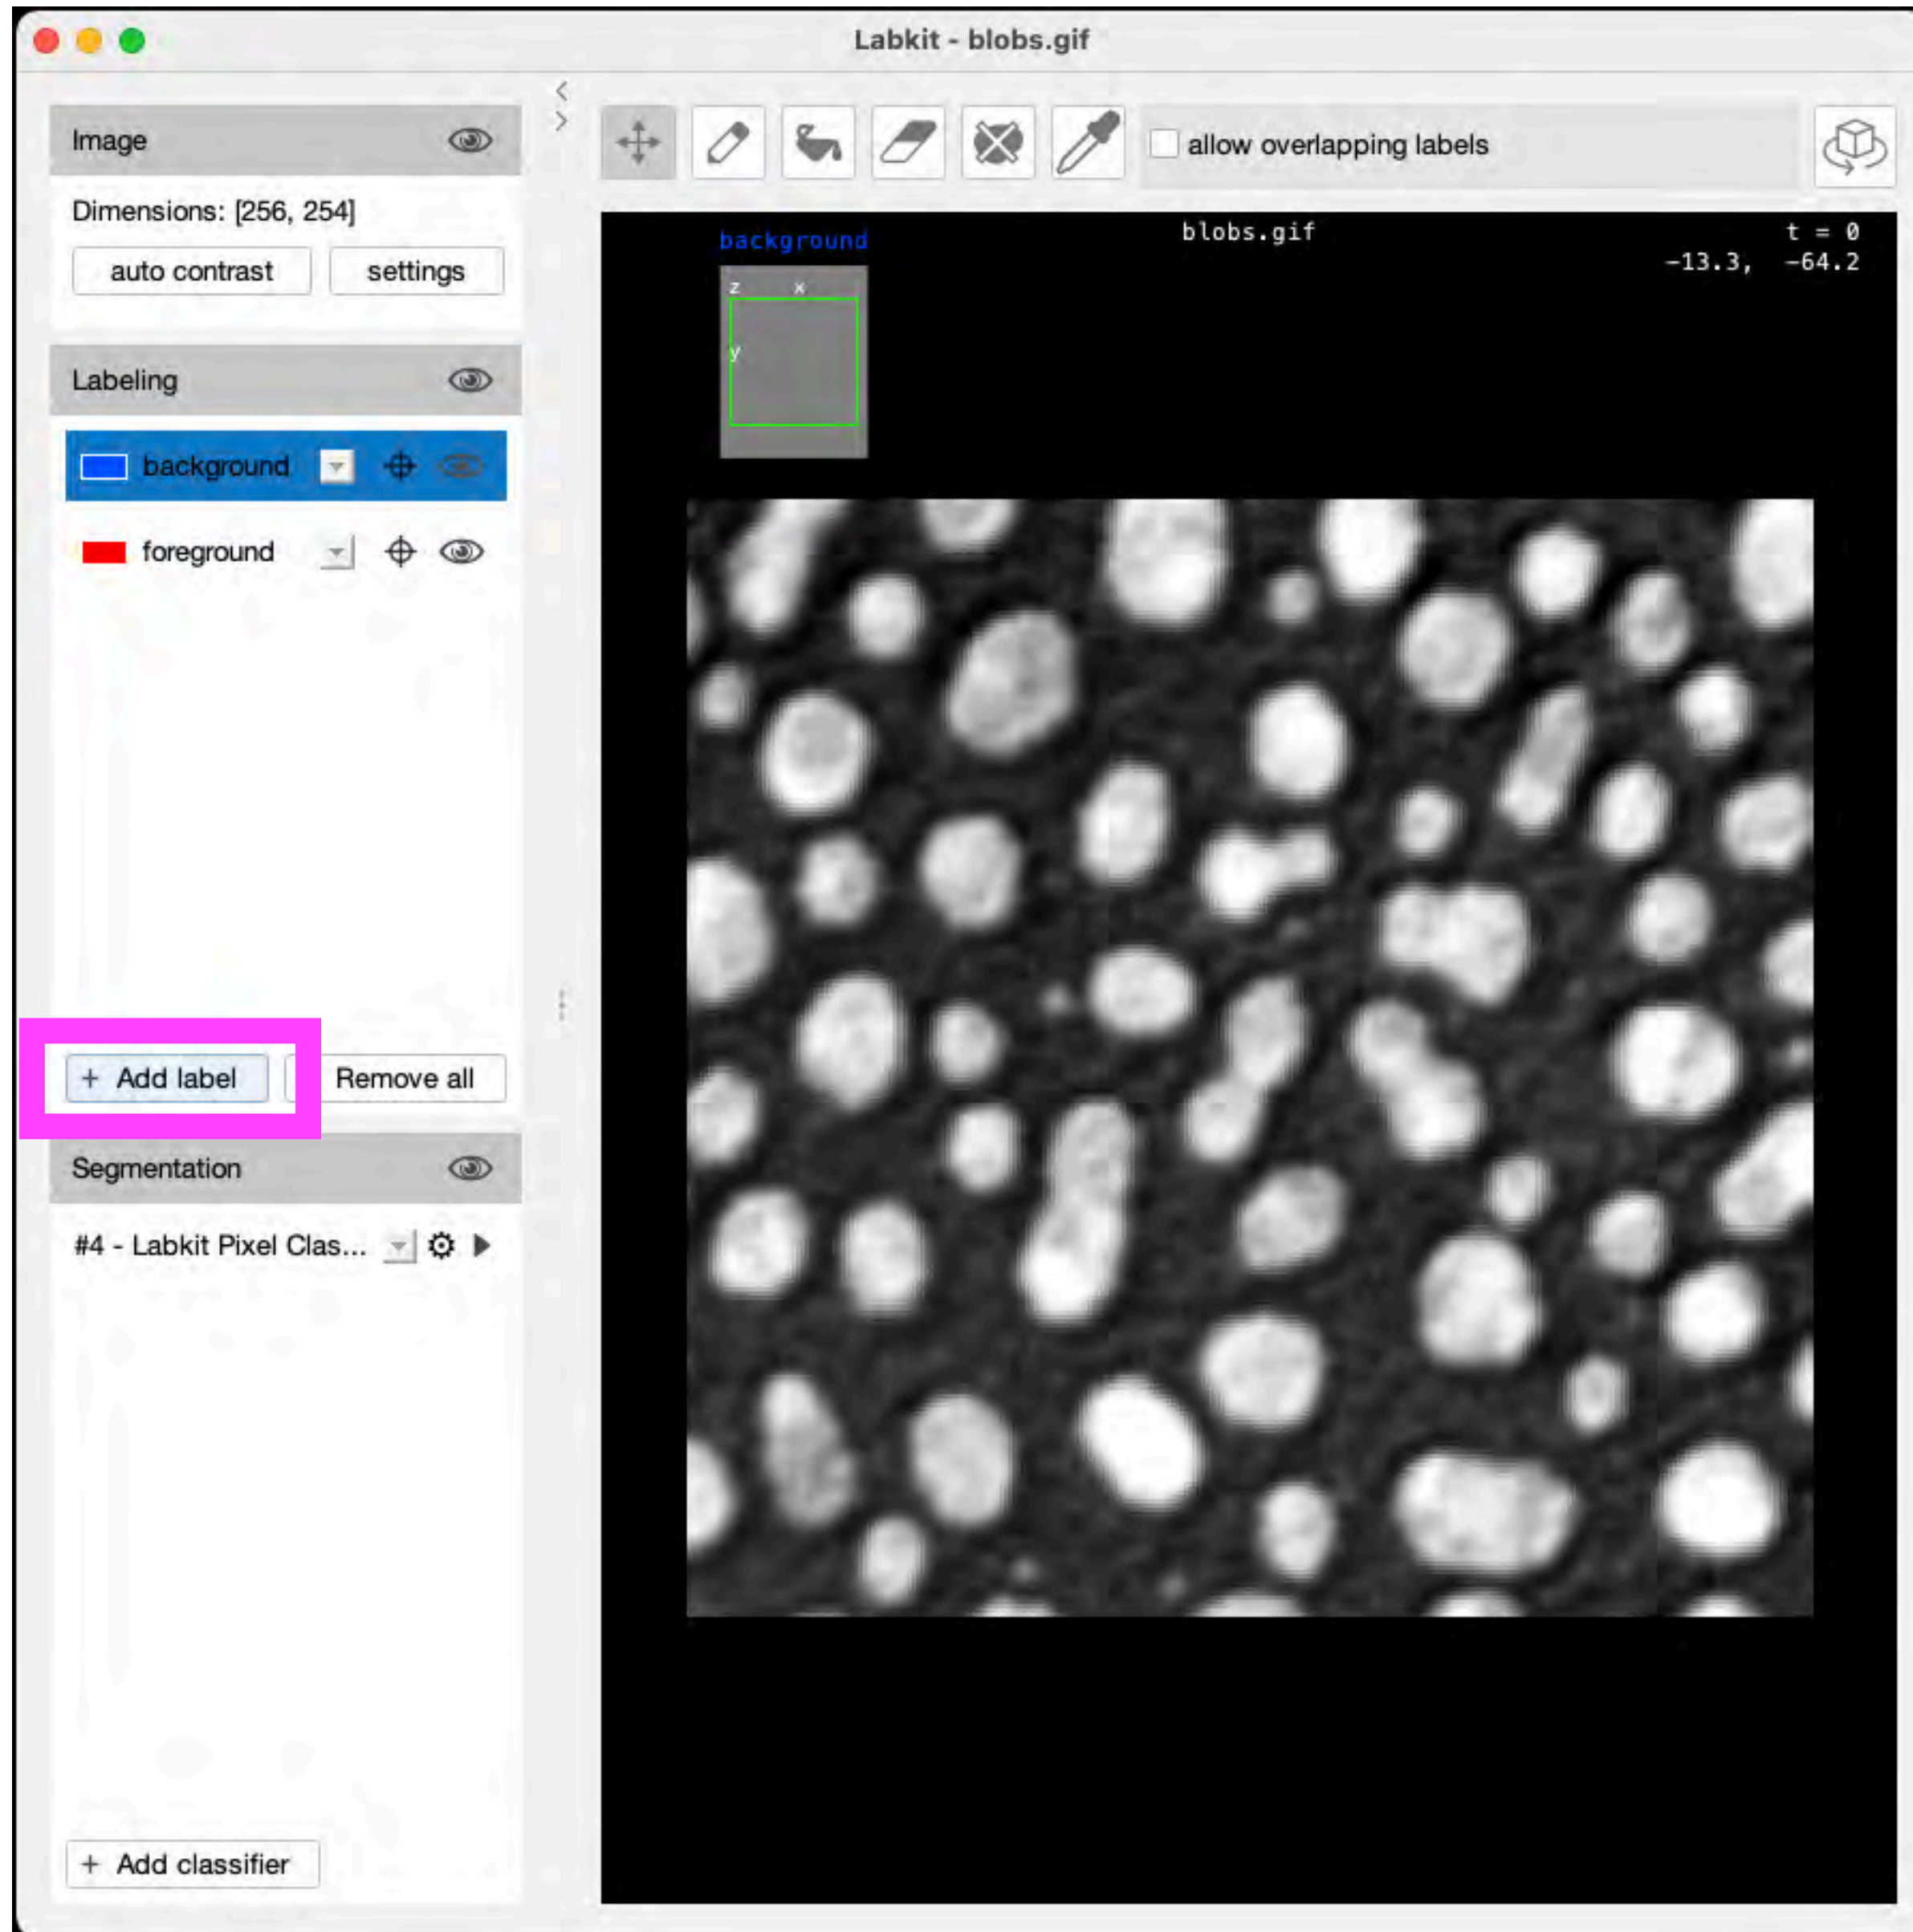 Labkit - blobs.gif
Image
allow overlapping labels
Dimensions: [256, 254]
auto contrast
settings
background
blobs.gif
t = 0
-13.3, -64.2
z x
y
Labeling
background
foreground
+ Add label
Remove all
Segmentation
#4 - Labkit Pixel Clas...
+ Add classifier